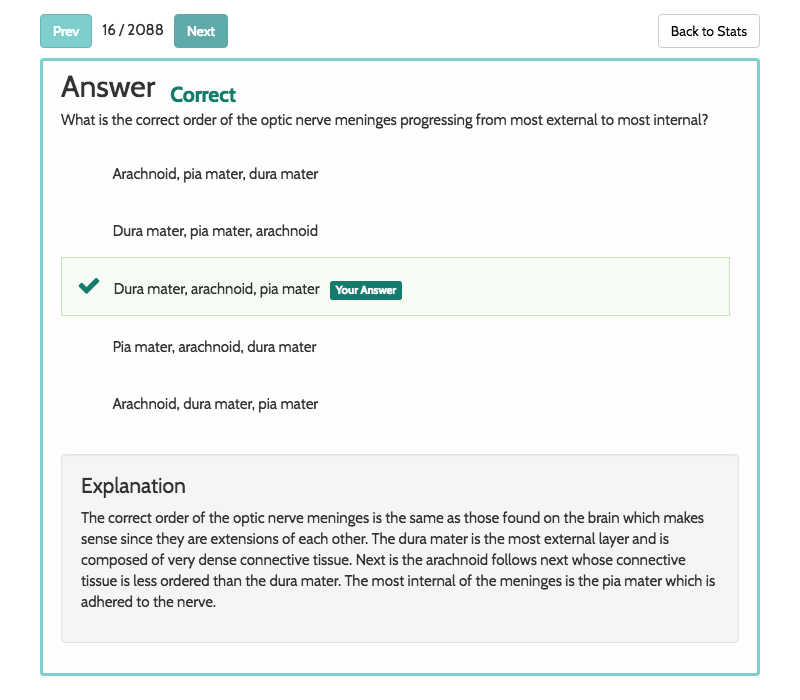 Prev 16 / 2088 Next Back to Stats
Answer Correct
What is the correct order of the optic nerve meninges progressing from most external to most internal?
Arachnoid, pia mater, dura mater
Dura mater, pia mater, arachnoid
Dura mater, arachnoid, pia mater Your Answer
Pia mater, arachnoid, dura mater
Arachnoid, dura mater, pia mater
Explanation
The correct order of the optic nerve meninges is the same as those found on the brain which makes
sense since they are extensions of each other. The dura mater is the most external layer and is
composed of very dense connective tissue. Next is the arachnoid follows next whose connective
tissue is less ordered than the dura mater. The most internal of the meninges is the pia mater which is
adhered to the nerve.